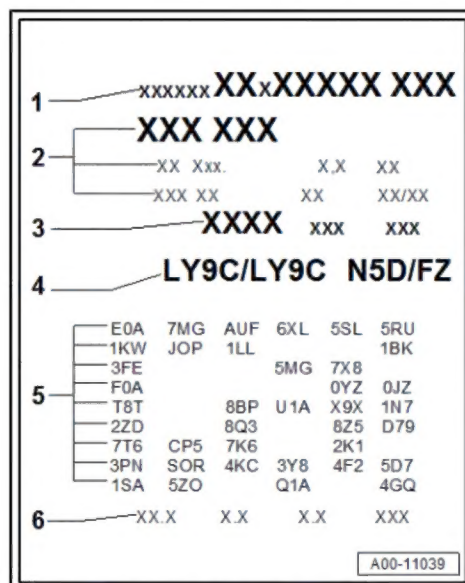 1 xxxxxx XXxXXXXX XXX
2 XXX XXX
XX Xxx. X,X XX
XXX XX XX XX/XX
3 XXXX XXX XXX
4 LY9C/LY9C N5D/FZ
5 E0A 7MG AUF 6XL 5SL 5RU
1KW JOP 1LL 1BK
3FE 5MG 7X8
F0A 0YZ 0JZ
T8T 8BP U1A X9X 1N7
2ZD 8Q3 8Z5 D79
7T6 CP5 7K6 2K1
3PN SOR 4KC 3Y8 4F2 5D7
1SA 5ZO Q1A 4GQ
6 XX.X X.X X.X XXX
A00-11039